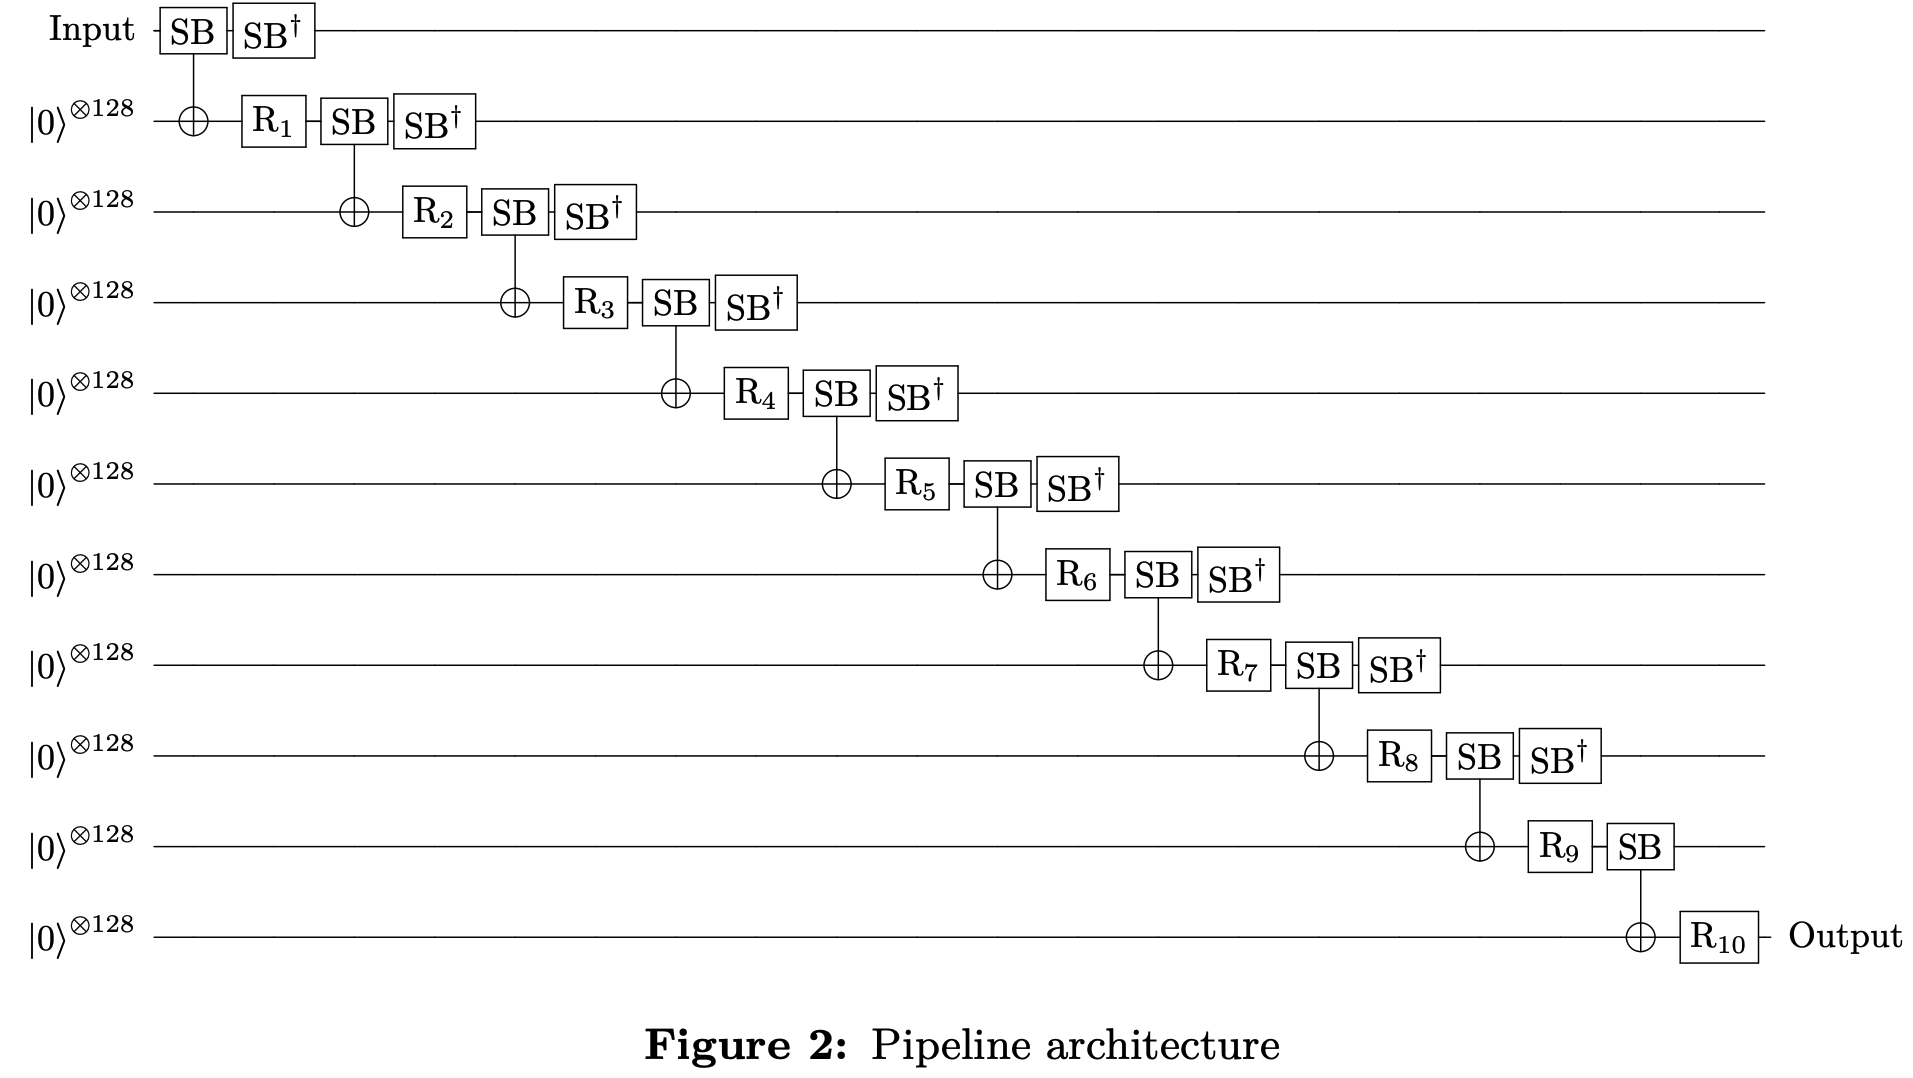 Input SB SB†
|0⟩⊗128 R1 SB SB†
|0⟩⊗128 R2 SB SB†
|0⟩⊗128 R3 SB SB†
|0⟩⊗128 R4 SB SB†
|0⟩⊗128 R5 SB SB†
|0⟩⊗128 R6 SB SB†
|0⟩⊗128 R7 SB SB†
|0⟩⊗128 R8 SB SB†
|0⟩⊗128 R9 SB
|0⟩⊗128 R10 Output
Figure 2: Pipeline architecture